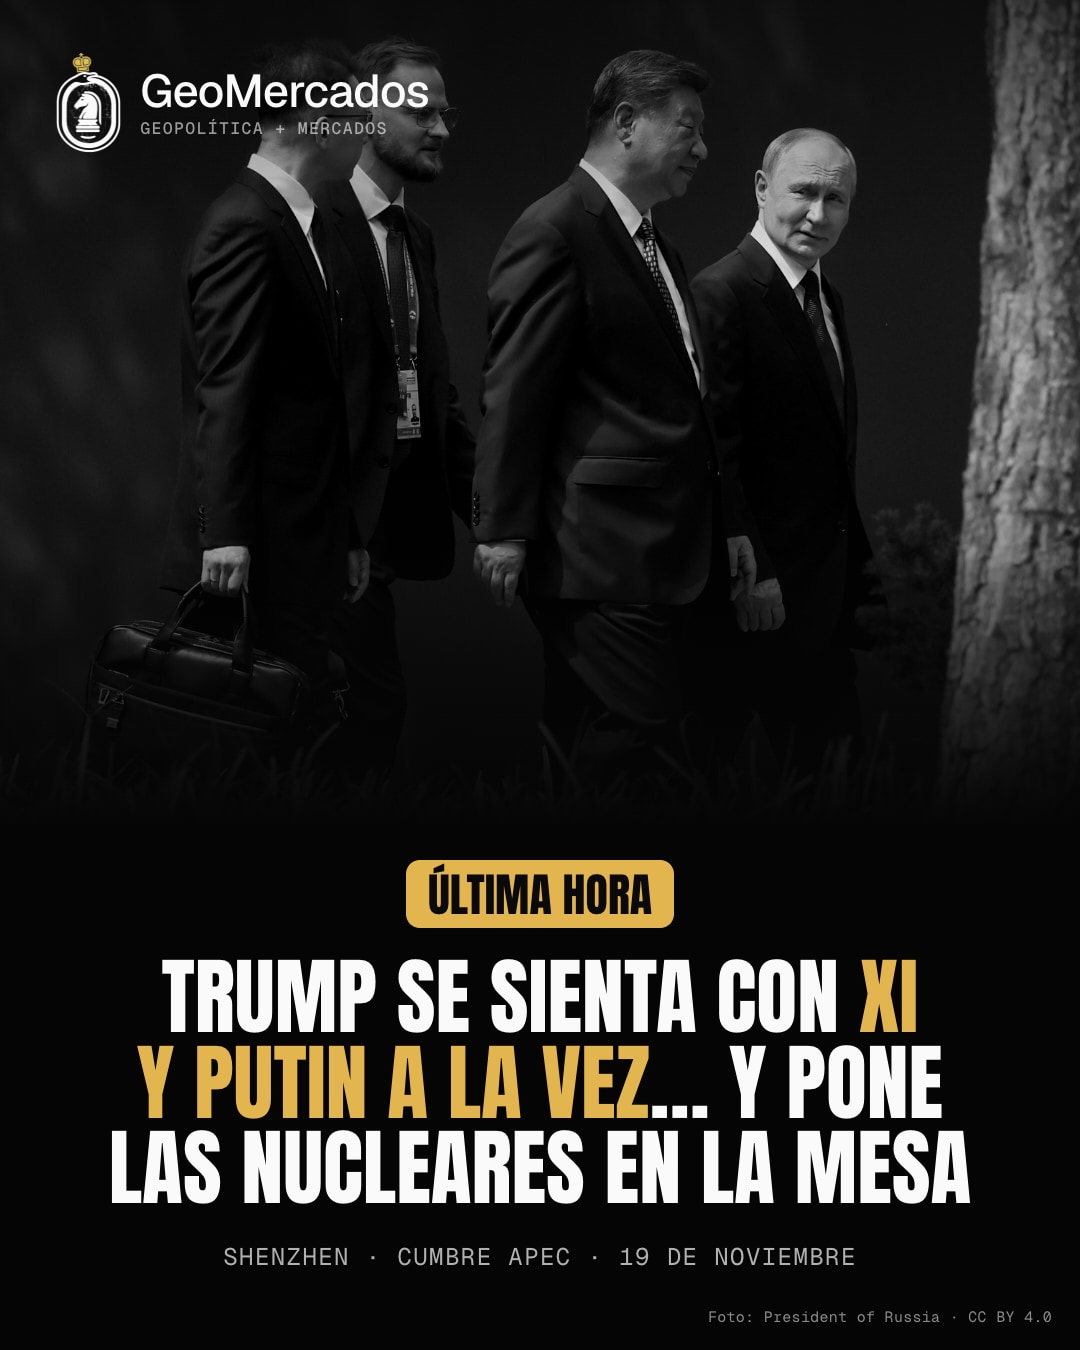 GeoMercados
GEOPOLÍTICA + MERCADOS
ÚLTIMA HORA
TRUMP SE SIENTA CON XI
Y PUTIN A LA VEZ... Y PONE
LAS NUCLEARES EN LA MESA
SHENZHEN · CUMBRE APEC · 19 DE NOVIEMBRE
Foto: President of Russia · CC BY 4.0